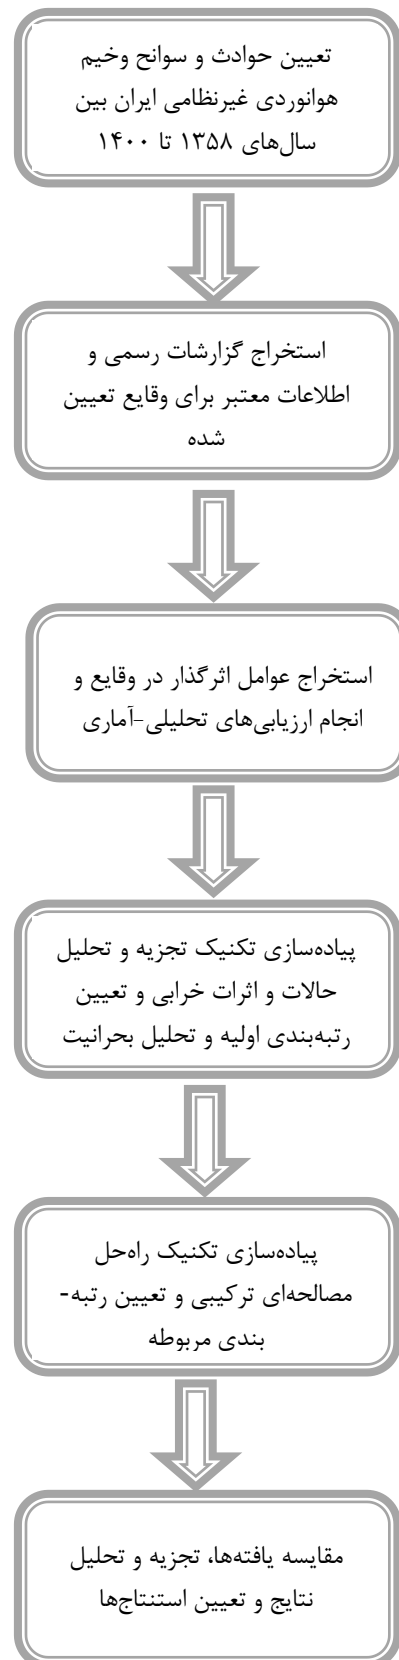 تعیین حوادث و سوانح وخیم
هوانوردی غیرنظامی ایران بین
سال‌های ۱۳۵۸ تا ۱۴۰۰
استخراج گزارشات رسمی و
اطلاعات معتبر برای وقایع تعیین
شده
استخراج عوامل اثرگذار در وقایع و
انجام ارزیابی‌های تحلیلی-آماری
پیاده‌سازی تکنیک تجزیه و تحلیل
حالات و اثرات خرابی و تعیین
رتبه‌بندی اولیه و تحلیل بحرانیت
پیاده‌سازی تکنیک راه‌حل
مصالحه‌ای ترکیبی و تعیین رتبه-
بندی مربوطه
مقایسه یافته‌ها، تجزیه و تحلیل
نتایج و تعیین استنتاج‌ها